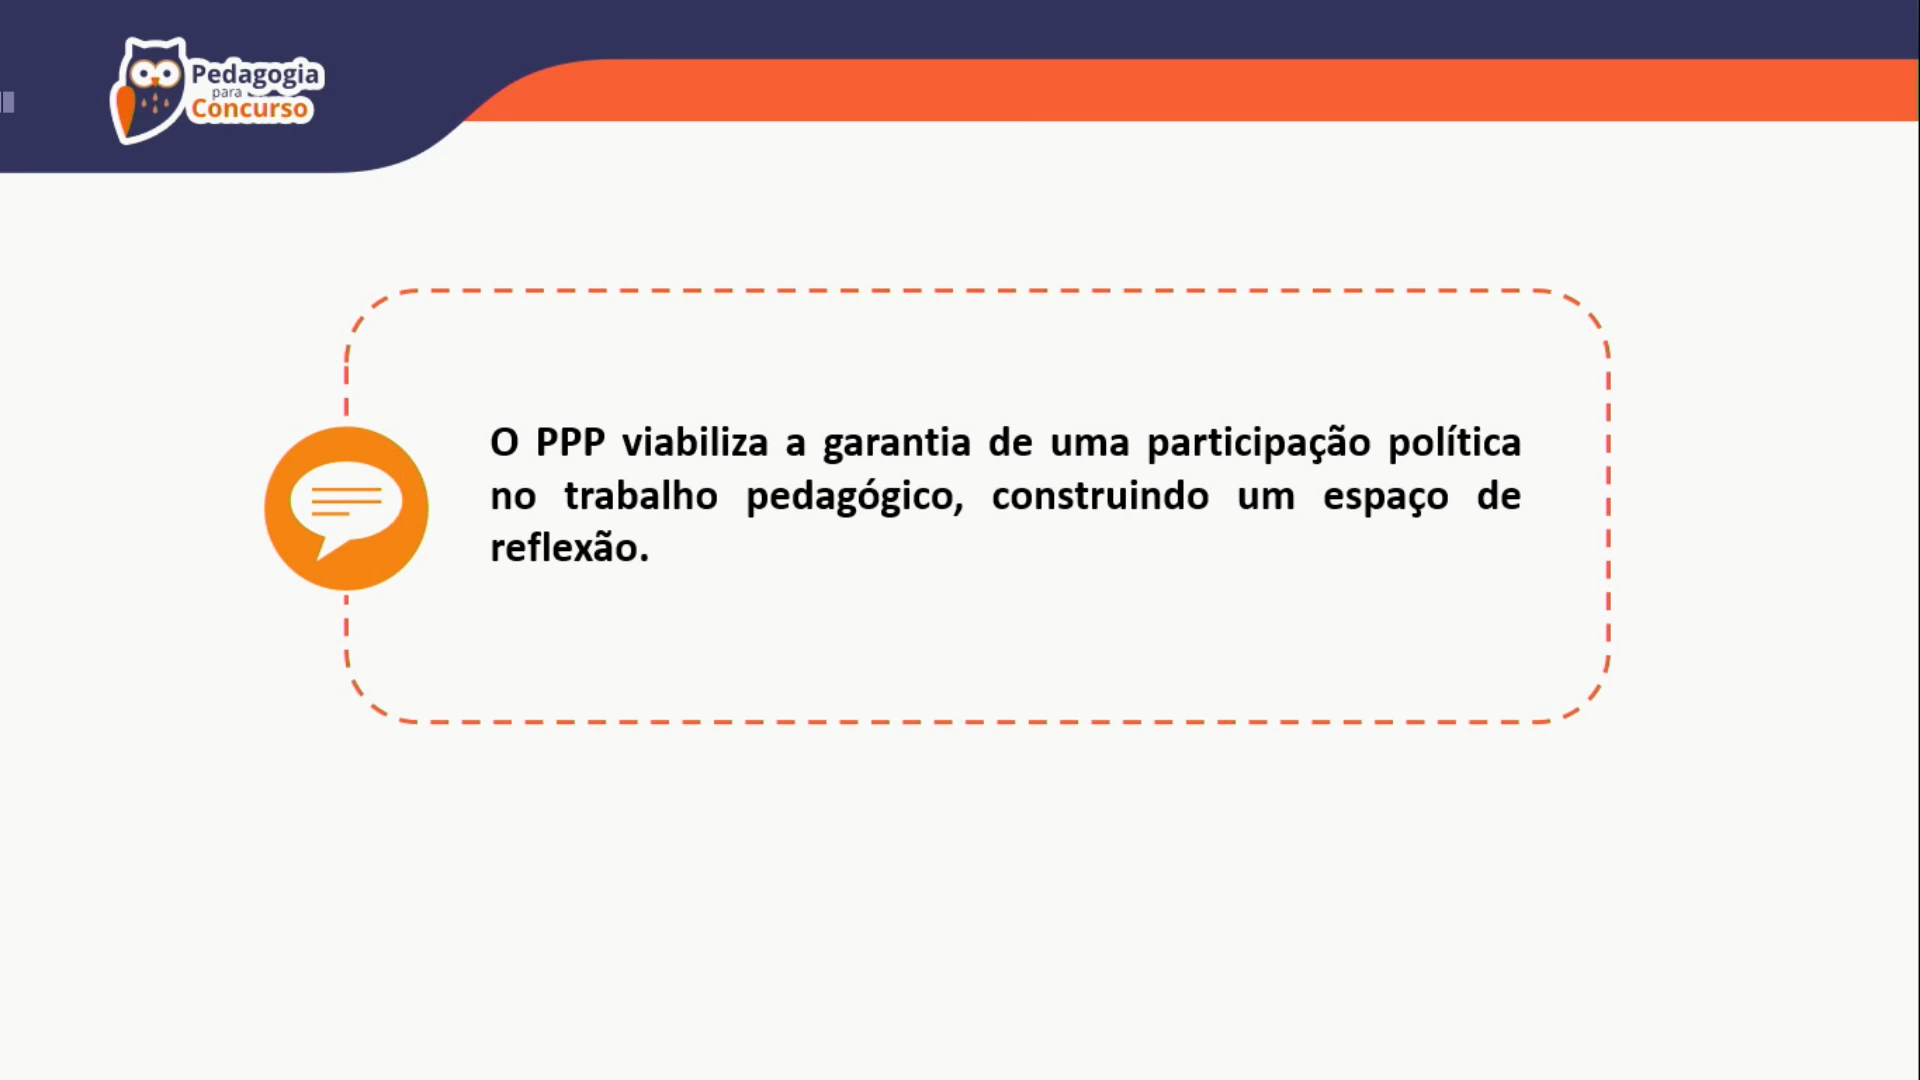 Pedagogia
para
Concurso
O PPP viabiliza a garantia de uma participação política
no trabalho pedagógico, construindo um espaço de
reflexão.